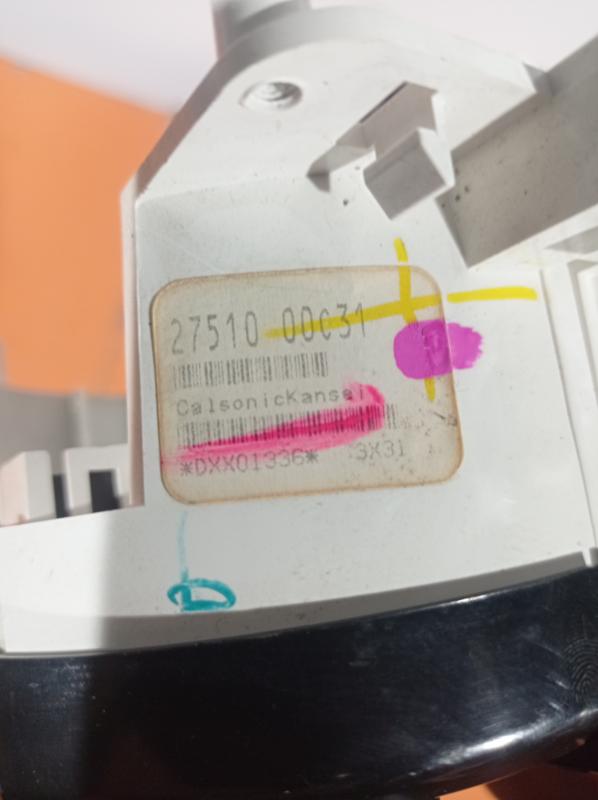 27510 00C31
CalsonicKansei
*DXX01336* 3X31